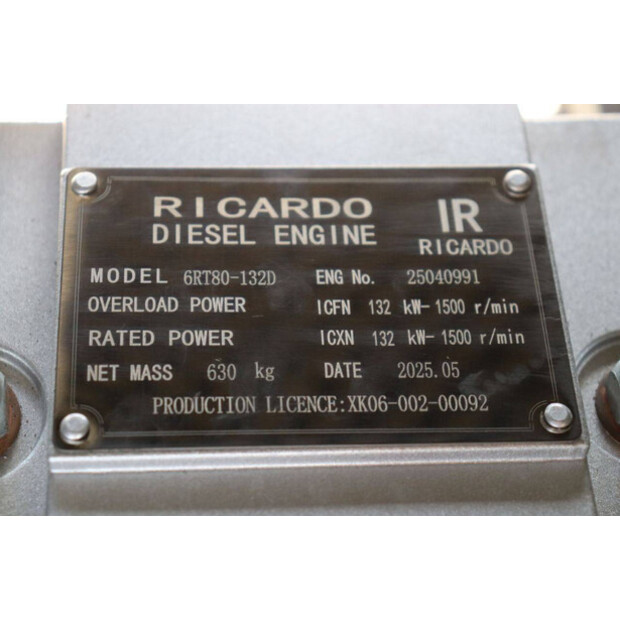 RICARDO IR
DIESEL ENGINE RICARDO
MODEL 6RT80-132D ENG No. 25040991
OVERLOAD POWER ICFN 132 kW- 1500 r/min
RATED POWER ICXN 132 kW- 1500 r/min
NET MASS 630 kg DATE 2025.05
PRODUCTION LICENCE:XK06-002-00092